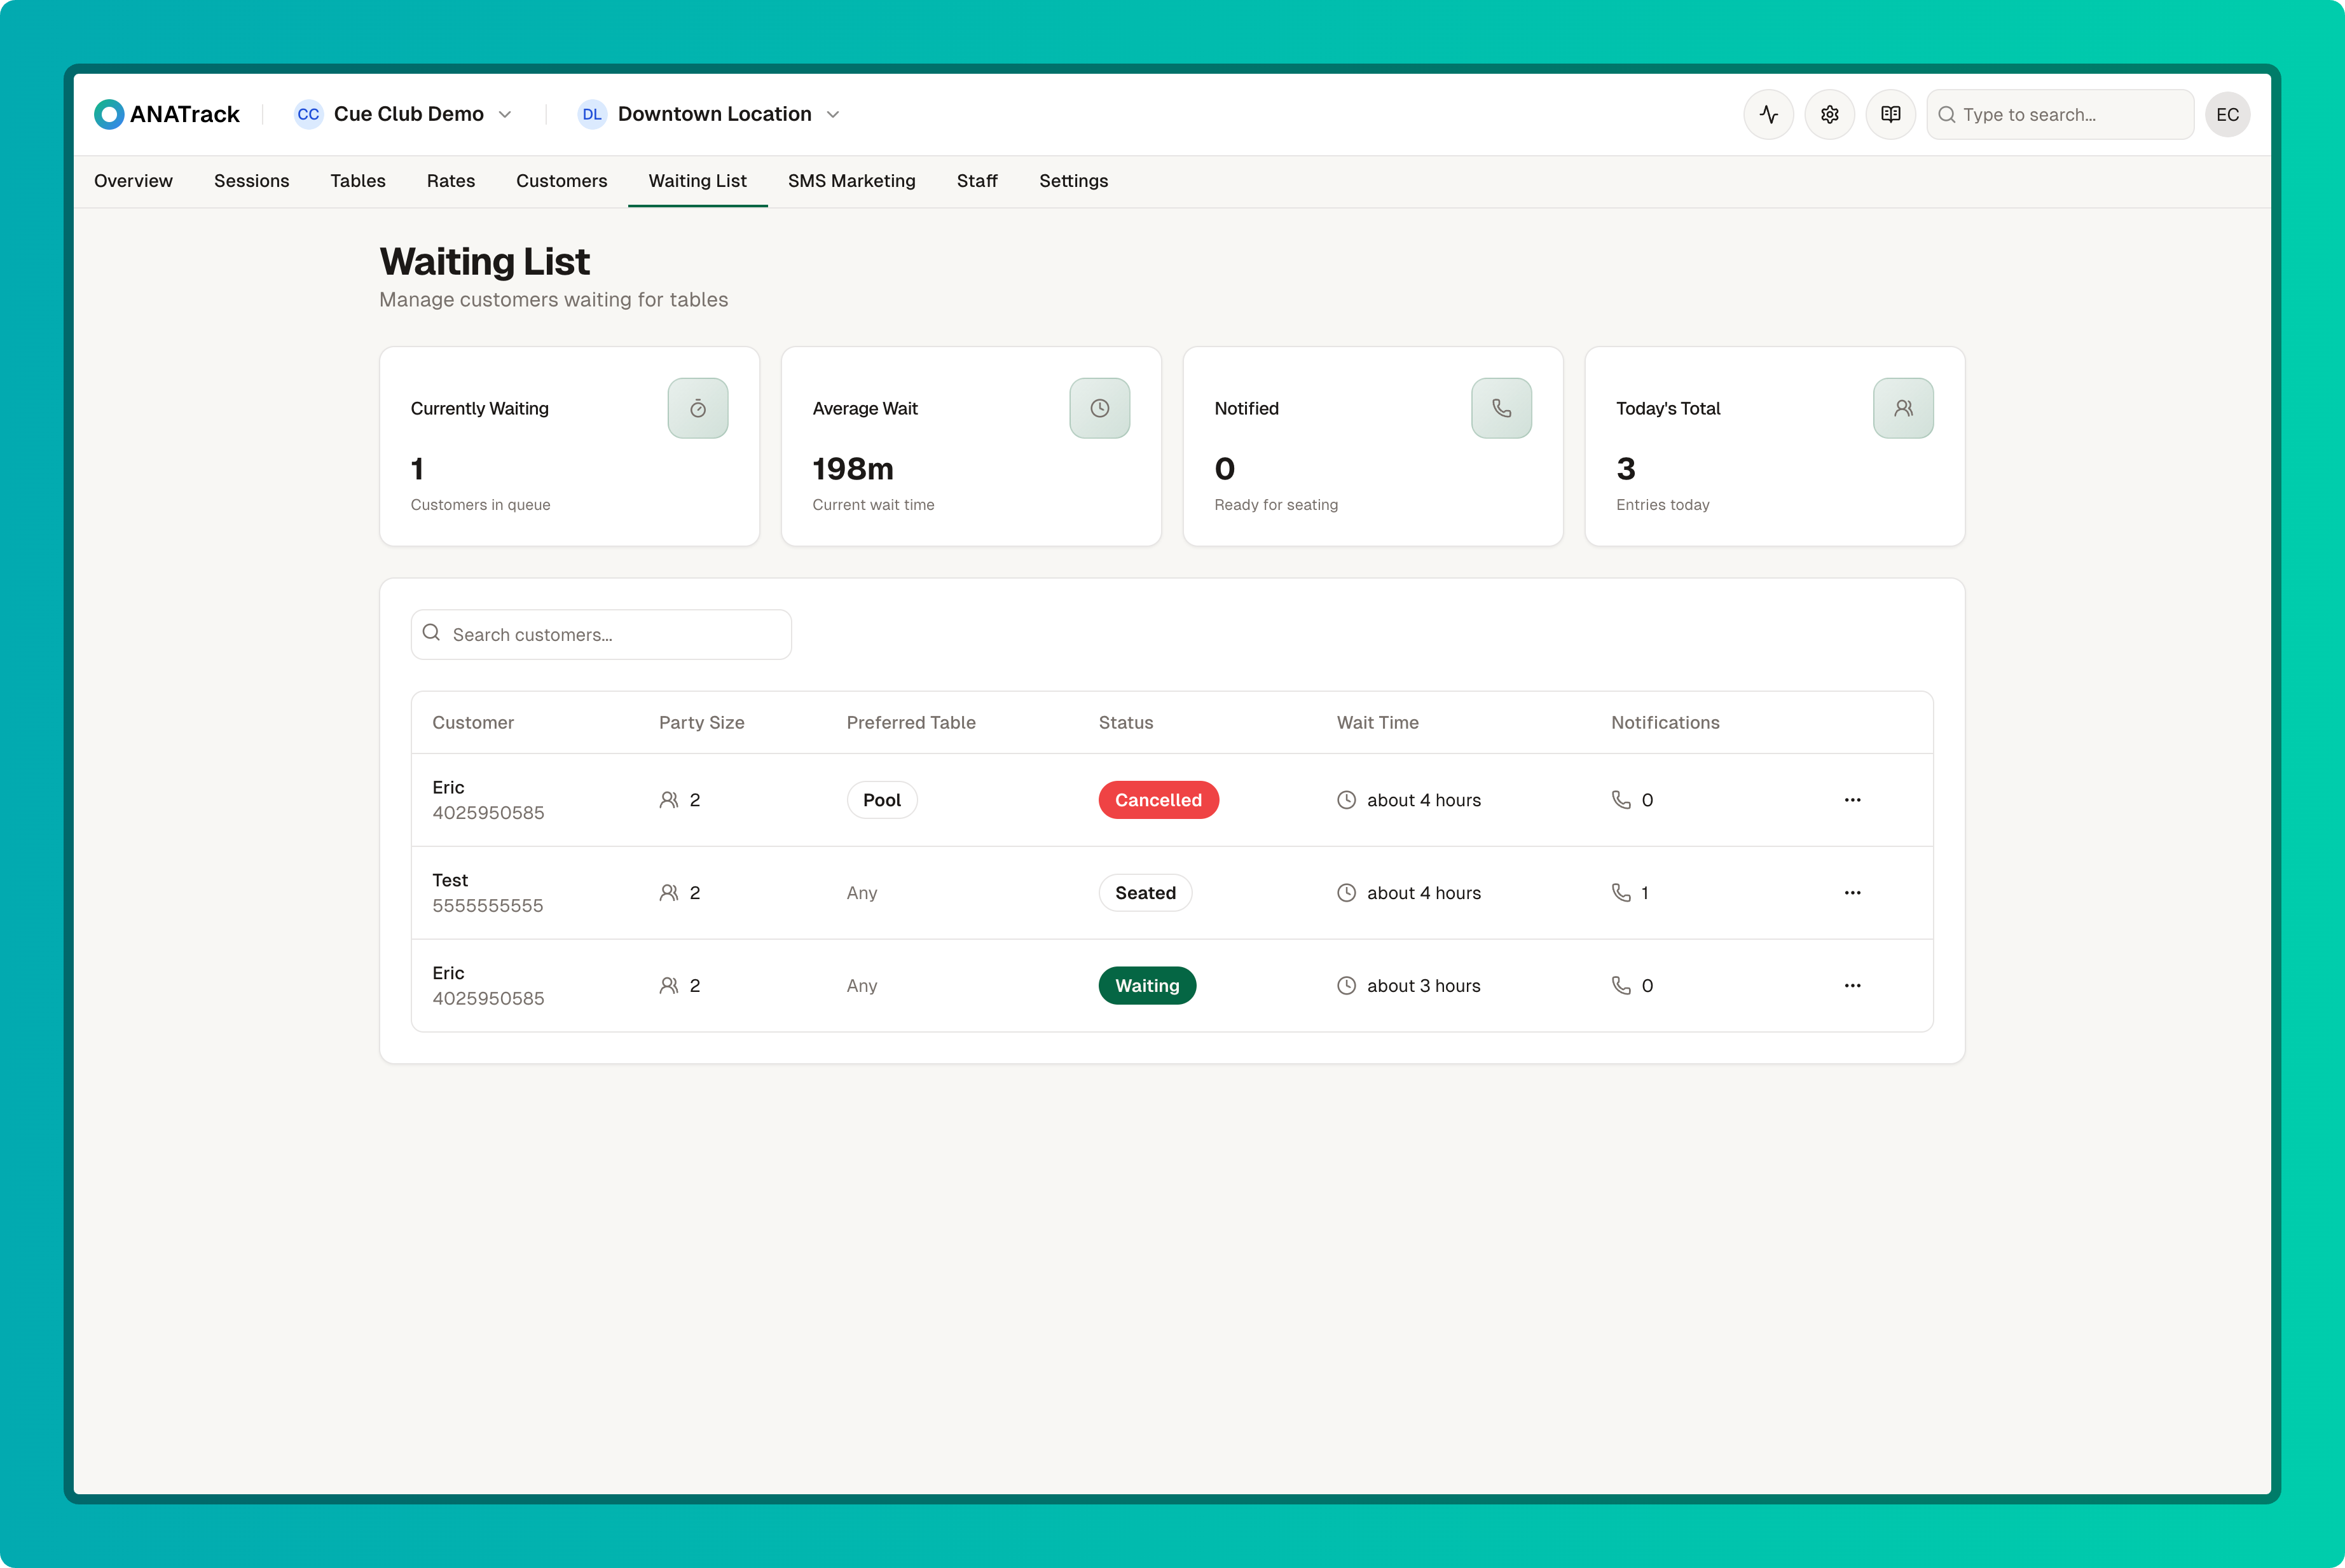 ANATrack
CC Cue Club Demo
DL Downtown Location
Type to search...
EC
Overview Sessions Tables Rates Customers Waiting List SMS Marketing Staff Settings
Waiting List
Manage customers waiting for tables
Currently Waiting
1
Customers in queue
Average Wait
198m
Current wait time
Notified
0
Ready for seating
Today's Total
3
Entries today
Search customers...
Customer Party Size Preferred Table Status Wait Time Notifications
Eric
4025950585
2 Pool Cancelled about 4 hours 0
Test
5555555555
2 Any Seated about 4 hours 1
Eric
4025950585
2 Any Waiting about 3 hours 0